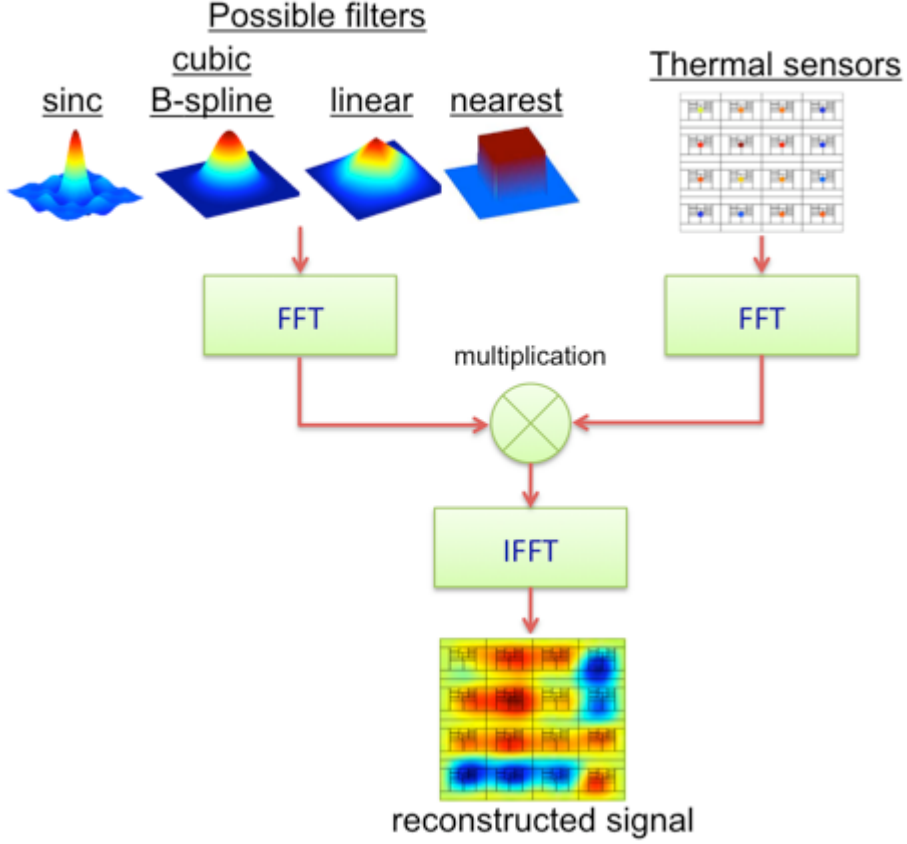 Possible filters
sinc
cubic
B-spline
linear
nearest
Thermal sensors
FFT
FFT
multiplication
IFFT
reconstructed signal